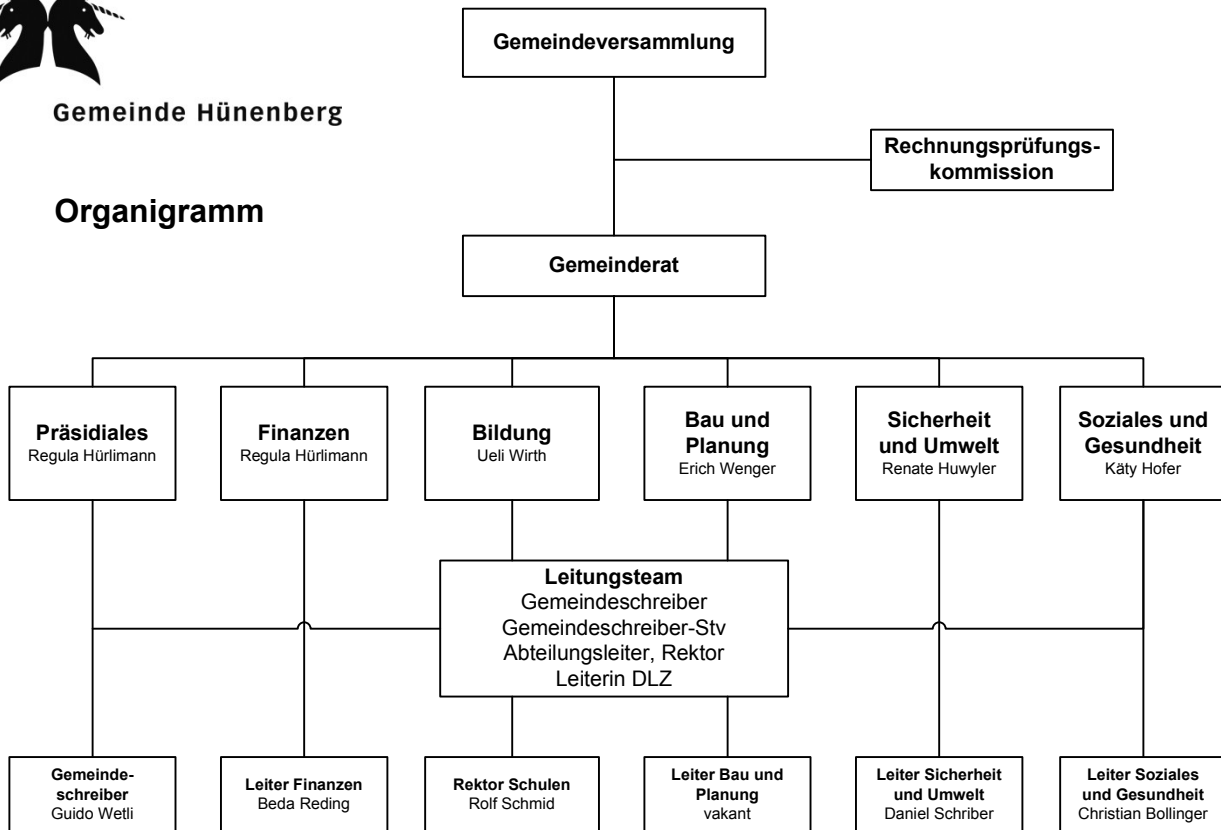 Gemeindeversammlung
Gemeinde Hünenberg
Rechnungsprüfungs-
kommission
Organigramm
Gemeinderat
Präsidiales
Regula Hürlimann
Finanzen
Regula Hürlimann
Bildung
Ueli Wirth
Bau und
Planung
Erich Wenger
Sicherheit
und Umwelt
Renate Huwyler
Soziales und
Gesundheit
Käty Hofer
Leitungsteam
Gemeindeschreiber
Gemeindeschreiber-Stv
Abteilungsleiter, Rektor
Leiterin DLZ
Gemeinde-
schreiber
Guido Wetli
Leiter Finanzen
Beda Reding
Rektor Schulen
Rolf Schmid
Leiter Bau und
Planung
vakant
Leiter Sicherheit
und Umwelt
Daniel Schriber
Leiter Soziales
und Gesundheit
Christian Bollinger